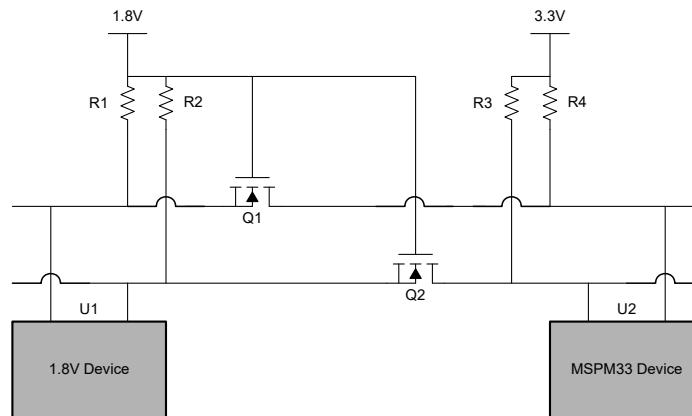 1.8V
3.3V
R1
R2
R3
R4
Q1
Q2
U1
U2
1.8V Device
MSPM33 Device